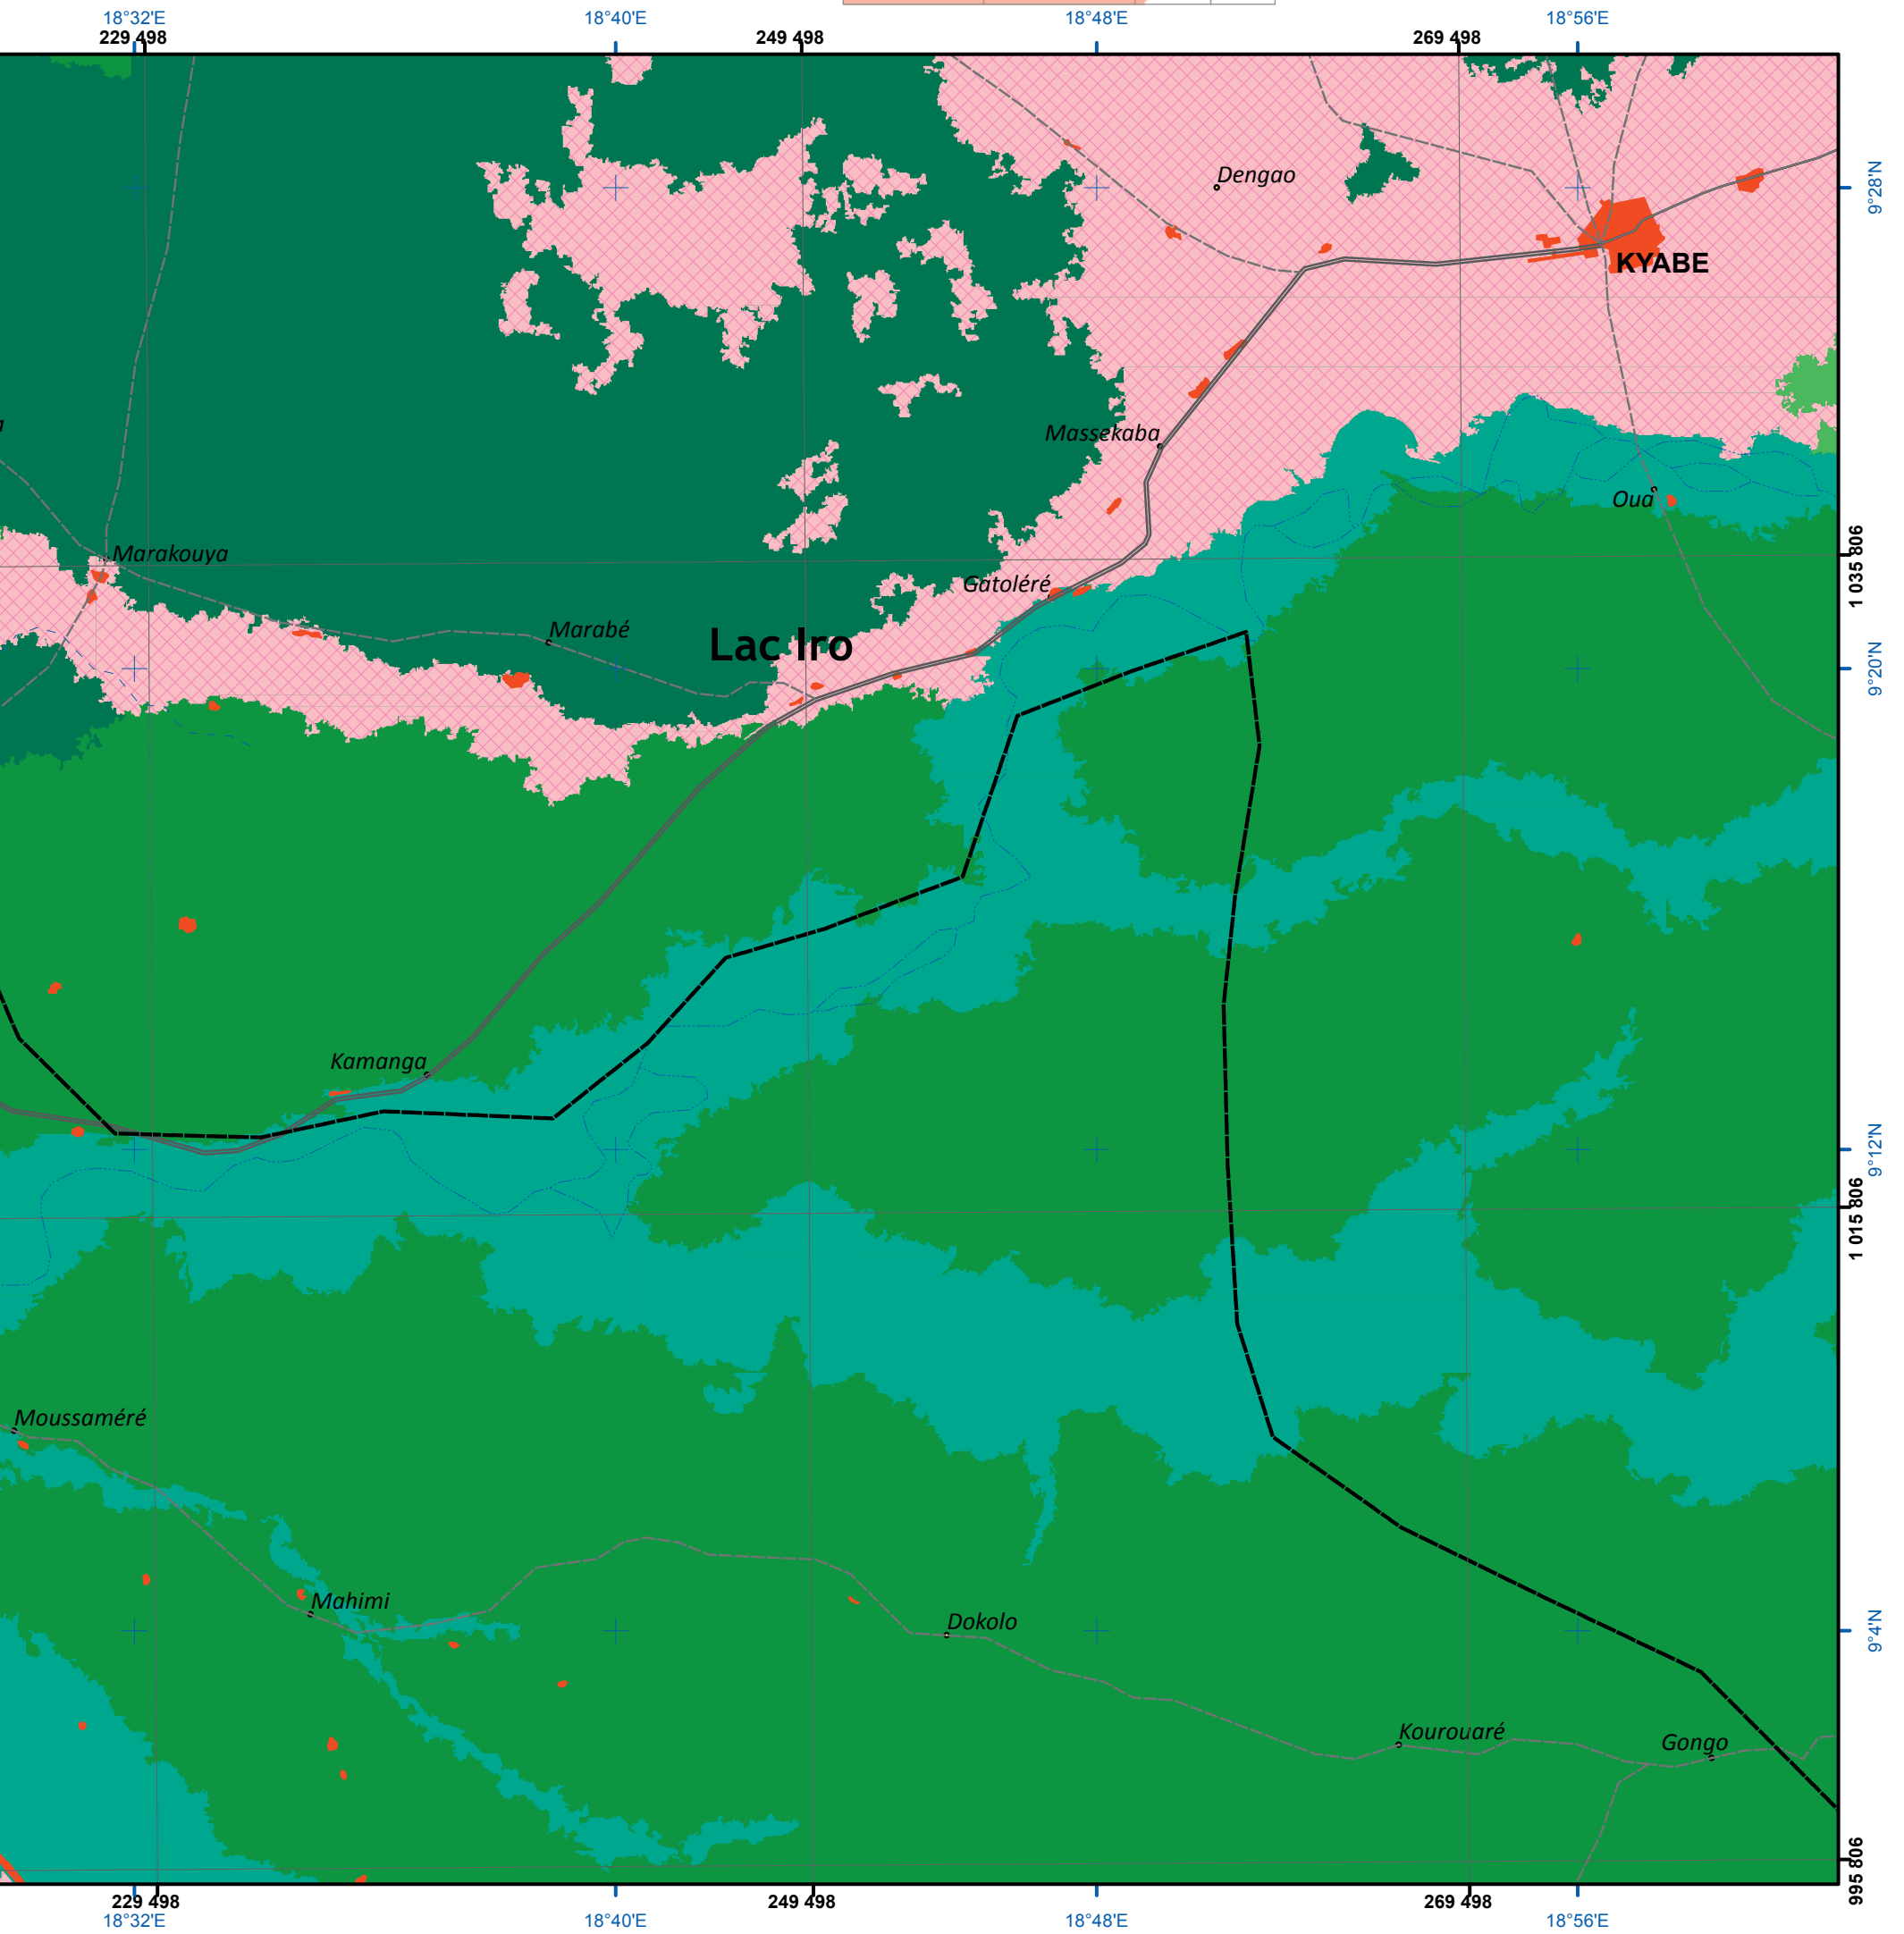 18°32'E 18°40'E 18°48'E 18°56'E
229 498 249 498 269 498
9°28'N
Dengao
KYABE
Massekaba
Oua
Marakouya
1 035 806
Gatoléré
Marabé
Lac Iro
9°20'N
Kamanga
9°12'N
1 015 806
Moussaméré
Mahimi
Dokolo
9°4'N
Kourouaré
Gongo
995 806
229 498 249 498 269 498
18°32'E 18°40'E 18°48'E 18°56'E